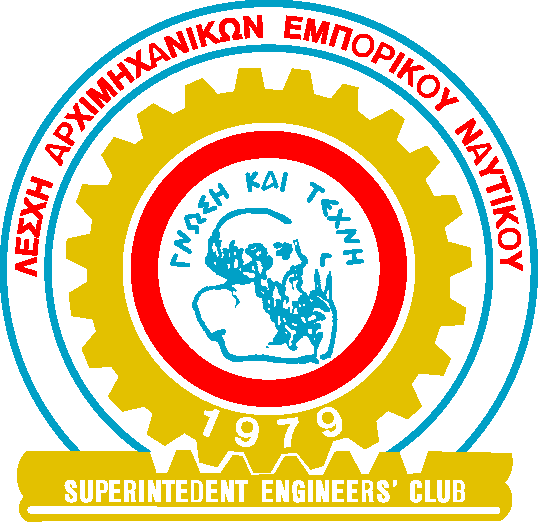 ΛΕΣΧΗ ΑΡΧΙΜΗΧΑΝΙΚΩΝ ΕΜΠΟΡΙΚΟΥ ΝΑΥΤΙΚΟΥ
ΓΝΩΣΗ ΚΑΙ ΤΕΧΝΗ
1979
SUPERINTEDENT ENGINEERS' CLUB